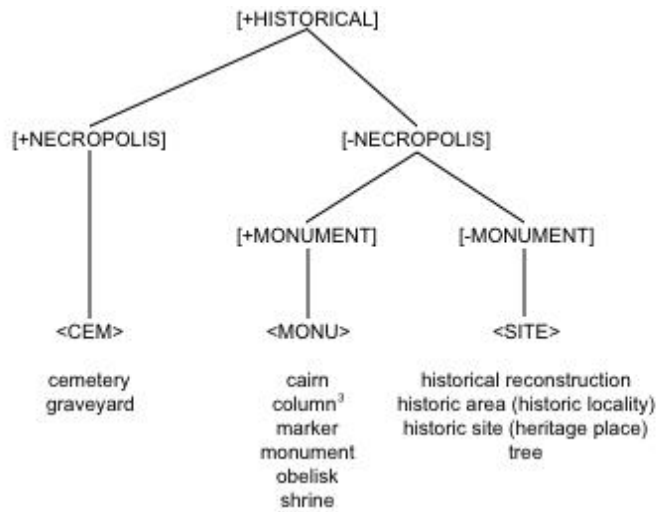 [+HISTORICAL]
[+NECROPOLIS]
[-NECROPOLIS]
[+MONUMENT]
[-MONUMENT]
<CEM>
<MONU>
<SITE>
cemetery
graveyard
cairn
column³
marker
monument
obelisk
shrine
historical reconstruction
historic area (historic locality)
historic site (heritage place)
tree